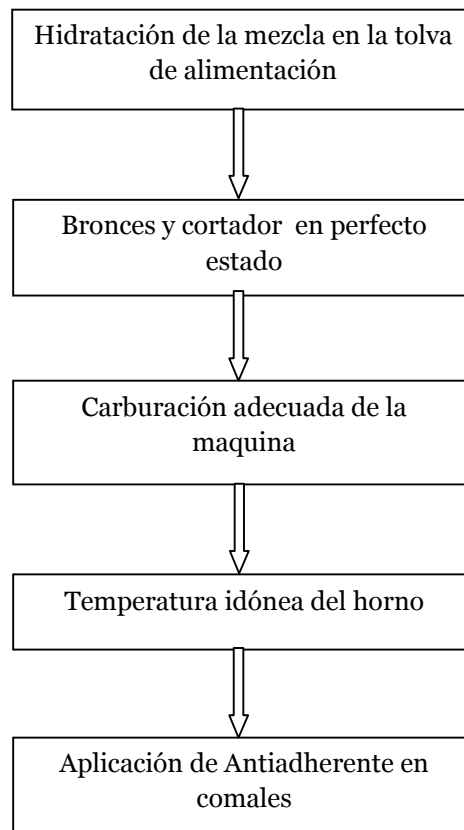 Hidratación de la mezcla en la tolva
de alimentación
Bronces y cortador en perfecto
estado
Carburación adecuada de la
maquina
Temperatura idónea del horno
Aplicación de Antiadherente en
comales